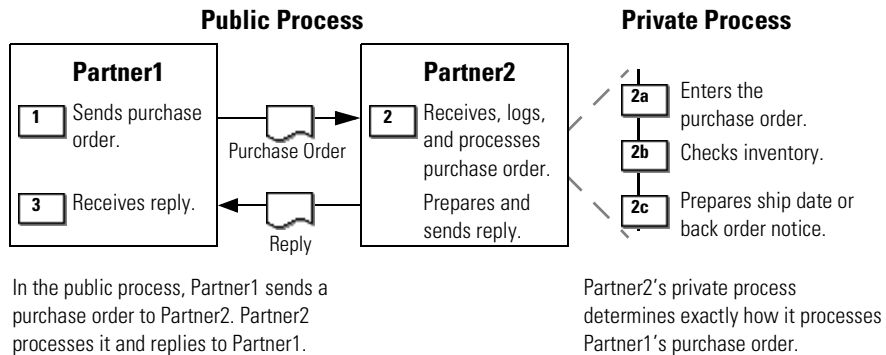 Public Process
Private Process
Partner1
1
Sends purchase
order.
Purchase Order
3
Receives reply.
Reply
Partner2
2
Receives, logs,
and processes
purchase order.
Prepares and
sends reply.
2a
Enters the
purchase order.
2b
Checks inventory.
2c
Prepares ship date or
back order notice.
In the public process, Partner1 sends a
purchase order to Partner2. Partner2
processes it and replies to Partner1.
Partner2's private process
determines exactly how it processes
Partner1's purchase order.